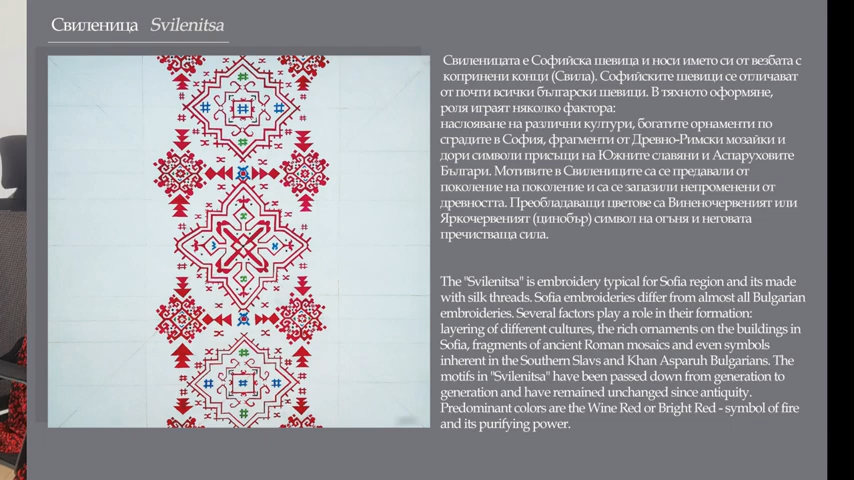 Свиленица Svilenitsa
Свиленицата е Софийска шевица и носи името си от везбата с
копринени конци (Свила). Софийските шевици се отличават
от почти всички български шевици. В тяхното оформяне,
роля играят няколко фактора:
наслояване на различни култури, богатите орнаменти по
сградите в София, фрагменти от Древно-Римски мозайки и
дори символи присъщи на Южните славяни и Аспаруховите
Българи. Мотивите в Свилениците са се предавали от
поколение на поколение и са се запазили непроменени от
древността. Преобладаващи цветове са Виненочервеният или
Яркочервеният (цинобър) символ на огъня и неговата
пречистваща сила.
The "Svilenitsa" is embroidery typical for Sofia region and its made
with silk threads. Sofia embroideries differ from almost all Bulgarian
embroideries. Several factors play a role in their formation:
layering of different cultures, the rich ornaments on the buildings in
Sofia, fragments of ancient Roman mosaics and even symbols
inherent in the Southern Slavs and Khan Asparuh Bulgarians. The
motifs in "Svilenitsa" have been passed down from generation to
generation and have remained unchanged since antiquity.
Predominant colors are the Wine Red or Bright Red - symbol of fire
and its purifying power.